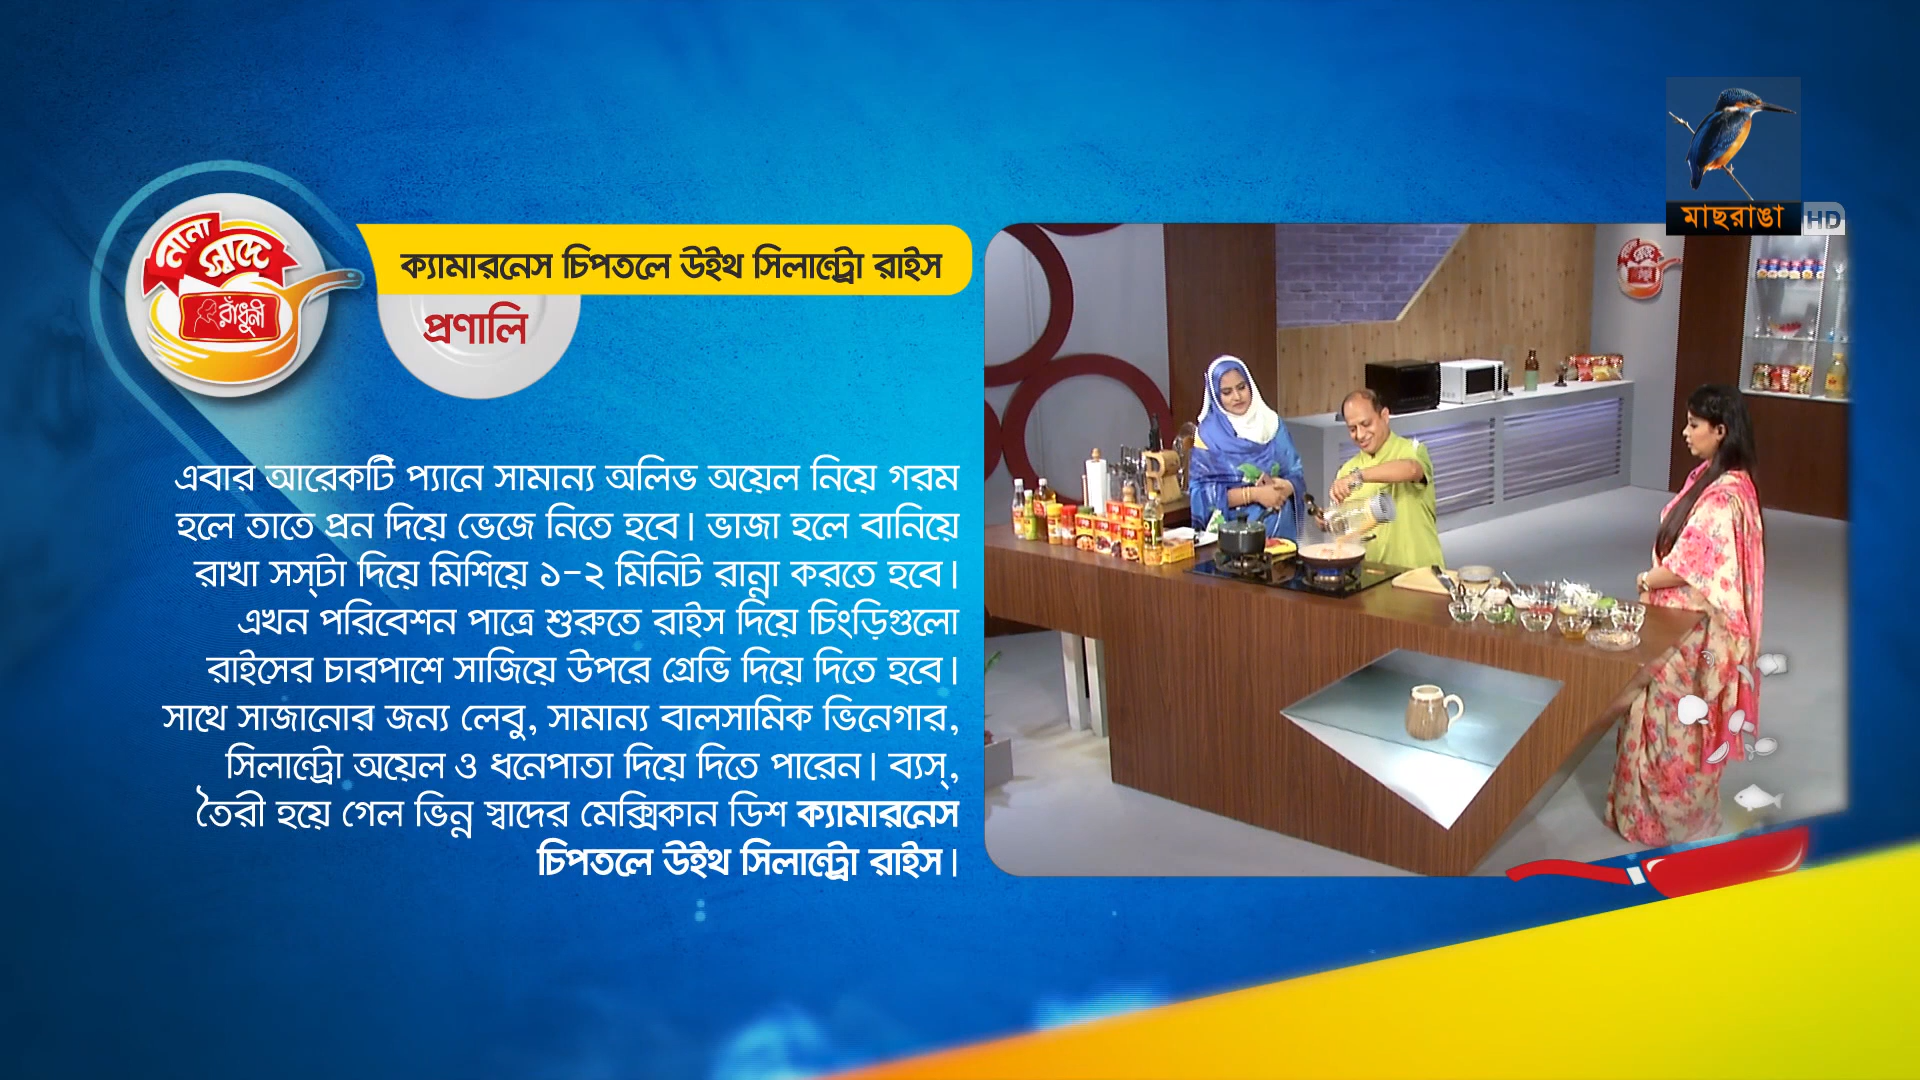 নানা
স্বাদে
রাঁধুনী
ক্যামারনেস চিপতলে উইথ সিলান্ট্রো রাইস
প্রণালি
এবার আরেকটি প্যানে সামান্য অলিভ অয়েল নিয়ে গরম
হলে তাতে প্রন দিয়ে ভেজে নিতে হবে। ভাজা হলে বানিয়ে
রাখা সস্‌টা দিয়ে মিশিয়ে ১–২ মিনিট রান্না করতে হবে।
এখন পরিবেশন পাত্রে শুরুতে রাইস দিয়ে চিংড়িগুলো
রাইসের চারপাশে সাজিয়ে উপরে গ্রেভি দিয়ে দিতে হবে।
সাথে সাজানোর জন্য লেবু, সামান্য বালসামিক ভিনেগার,
সিলান্ট্রো অয়েল ও ধনেপাতা দিয়ে দিতে পারেন। ব্যস্,
তৈরী হয়ে গেল ভিন্ন স্বাদের মেক্সিকান ডিশ ক্যামারনেস
চিপতলে উইথ সিলান্ট্রো রাইস।
মাছরাঙা HD